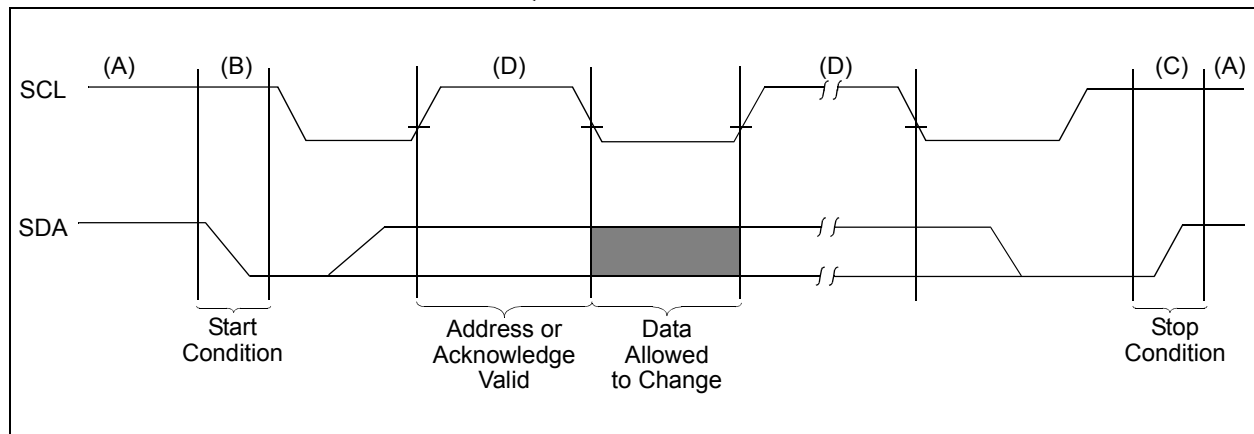 (A) (B) (D) (D) (C) (A)
SCL
SDA
Start
Condition
Address or
Acknowledge
Valid
Data
Allowed
to Change
Stop
Condition